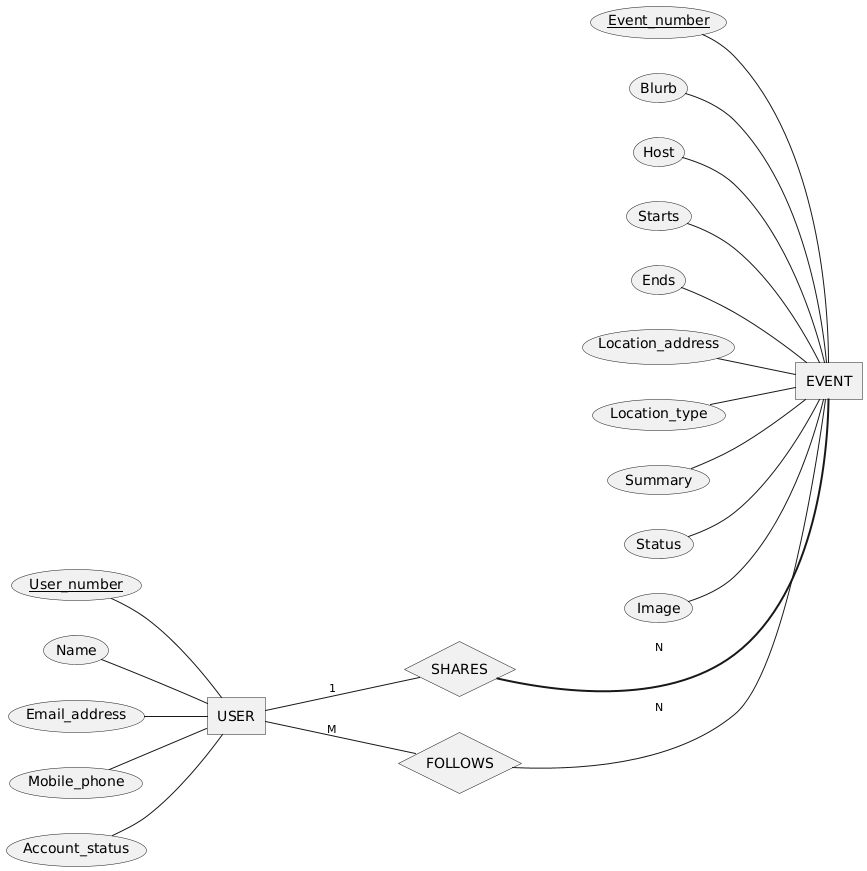 Event_number
Blurb
Host
Starts
Ends
Location_address
EVENT
Location_type
Summary
Status
User_number
Image
Name
N
SHARES
1
Email_address
USER
N
M
Mobile_phone
FOLLOWS
Account_status